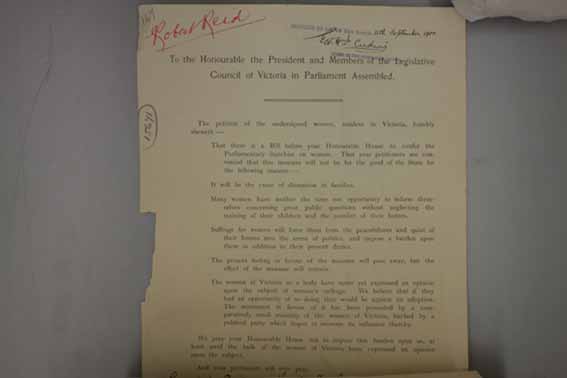 Robert Reid
11th September 1900
To the Honourable the President and Members of the Legislative
Council of Victoria in Parliament Assembled.
The petition of the undersigned women, resident in Victoria, humbly
sheweth :—
That there is a Bill before your Honourable House to confer the
Parliamentary franchise on women. That your petitioners are con-
vinced that this measure will not be for the good of the State for
the following reasons :—
It will be the cause of dissension in families.
Many women have neither the time nor opportunity to inform them-
selves concerning great public questions without neglecting the
training of their children and the comfort of their homes.
Suffrage for women will force them from the peacefulness and quiet of
their homes into the arena of politics, and impose a burden upon
them in addition to their present duties.
The present feeling in favour of the measure will pass away, but the
effect of the measure will remain.
The women of Victoria as a body have never yet expressed an opinion
upon the subject of woman's suffrage. We believe that if they
had an opportunity of so doing they would be against its adoption.
The movement in favour of it has been promoted by a com-
paratively small minority of the women of Victoria, backed by a
political party which hopes to increase its influence thereby.
We pray your Honourable House not to impose this burden upon us, at
least until the bulk of the women of Victoria have expressed an opinion
upon the subject.
And your petitioners will ever pray.